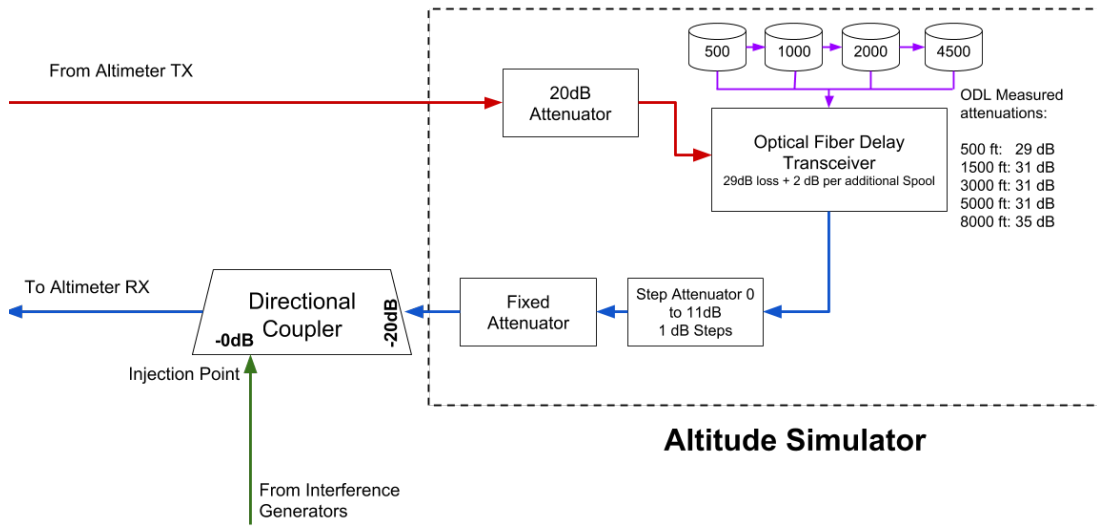 500
1000
2000
4500
From Altimeter TX
20dB
Attenuator
ODL Measured
attenuations:
500 ft: 29 dB
1500 ft: 31 dB
3000 ft: 31 dB
5000 ft: 31 dB
8000 ft: 35 dB
Optical Fiber Delay
Transceiver
29dB loss + 2 dB per additional Spool
To Altimeter RX
Directional
Coupler
-0dB
-20dB
Fixed
Attenuator
Step Attenuator 0
to 11dB
1 dB Steps
Injection Point
Altitude Simulator
From Interference
Generators